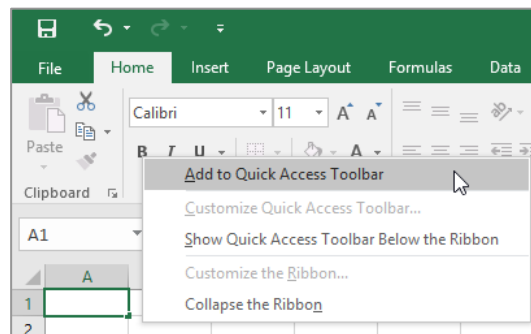 File Home Insert Page Layout Formulas Data
Calibri 11 A A
Paste B I U A
Clipboard
Add to Quick Access Toolbar
Customize Quick Access Toolbar...
Show Quick Access Toolbar Below the Ribbon
Customize the Ribbon...
Collapse the Ribbon
A1
A
1
2